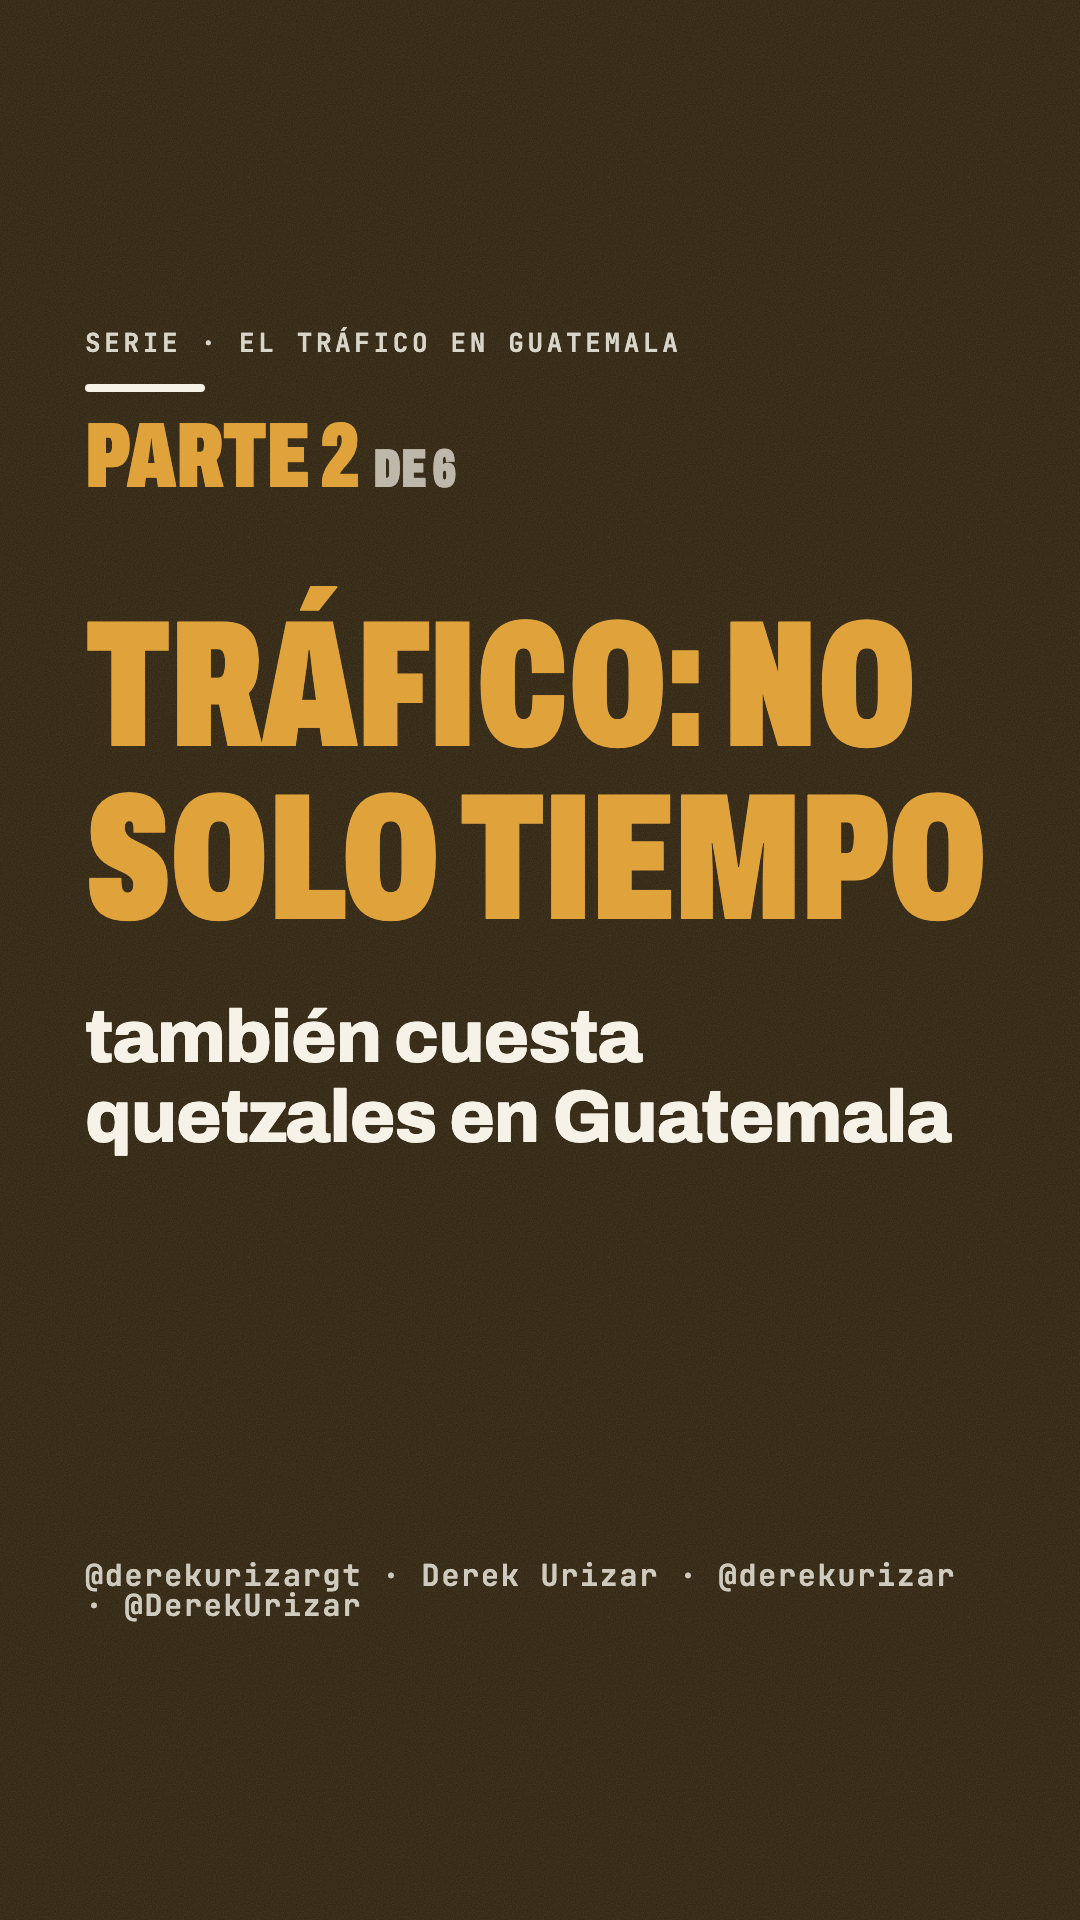 SERIE · EL TRÁFICO EN GUATEMALA
PARTE 2 DE 6
TRÁFICO: NO
SOLO TIEMPO
también cuesta
quetzales en Guatemala
@derekurizargt · Derek Urizar · @derekurizar
· @DerekUrizar